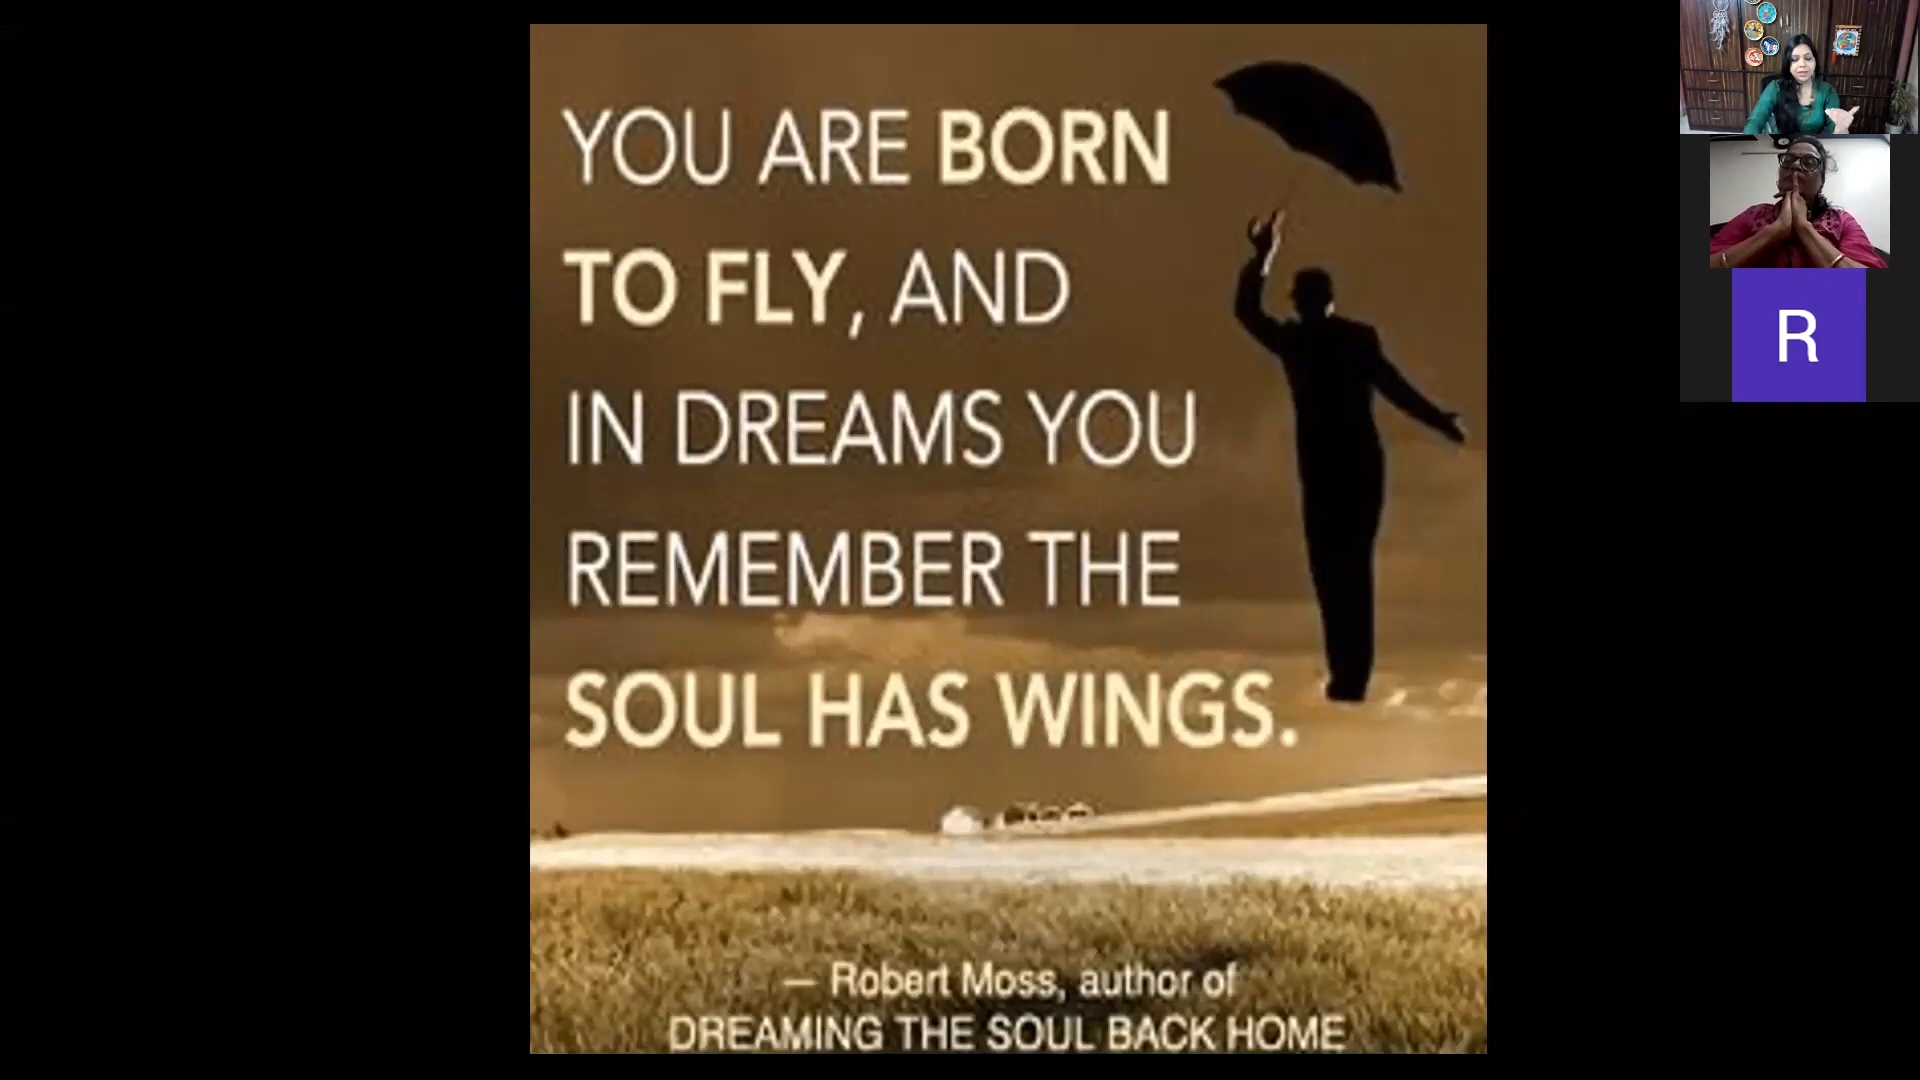 YOU ARE BORN
TO FLY, AND
IN DREAMS YOU
REMEMBER THE
SOUL HAS WINGS.
— Robert Moss, author of
DREAMING THE SOUL BACK HOME
R